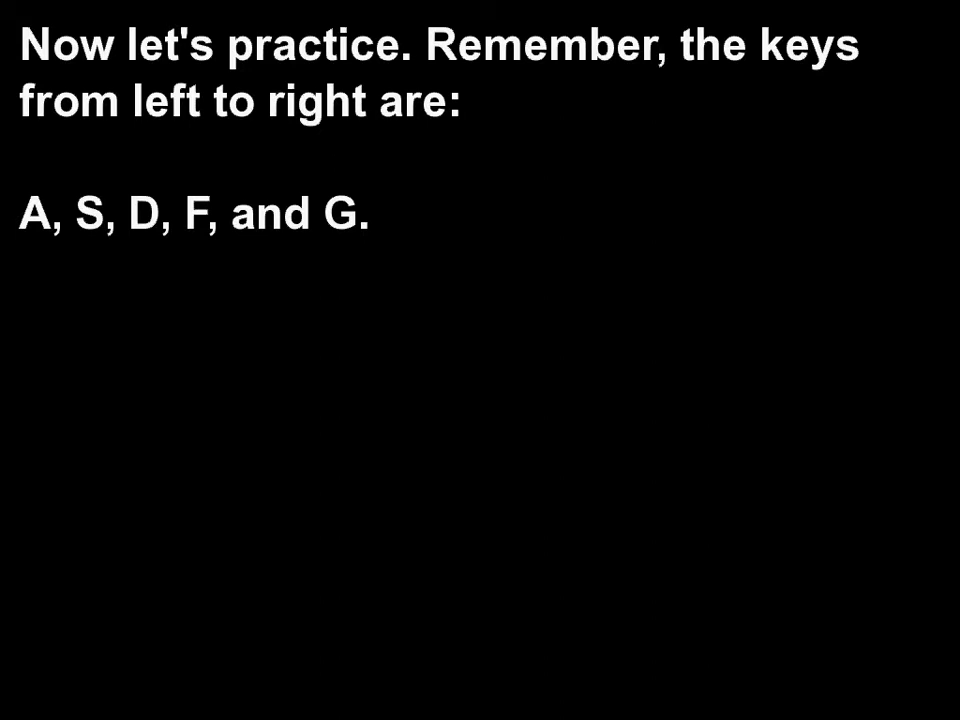 Now let's practice. Remember, the keys
from left to right are:
A, S, D, F, and G.